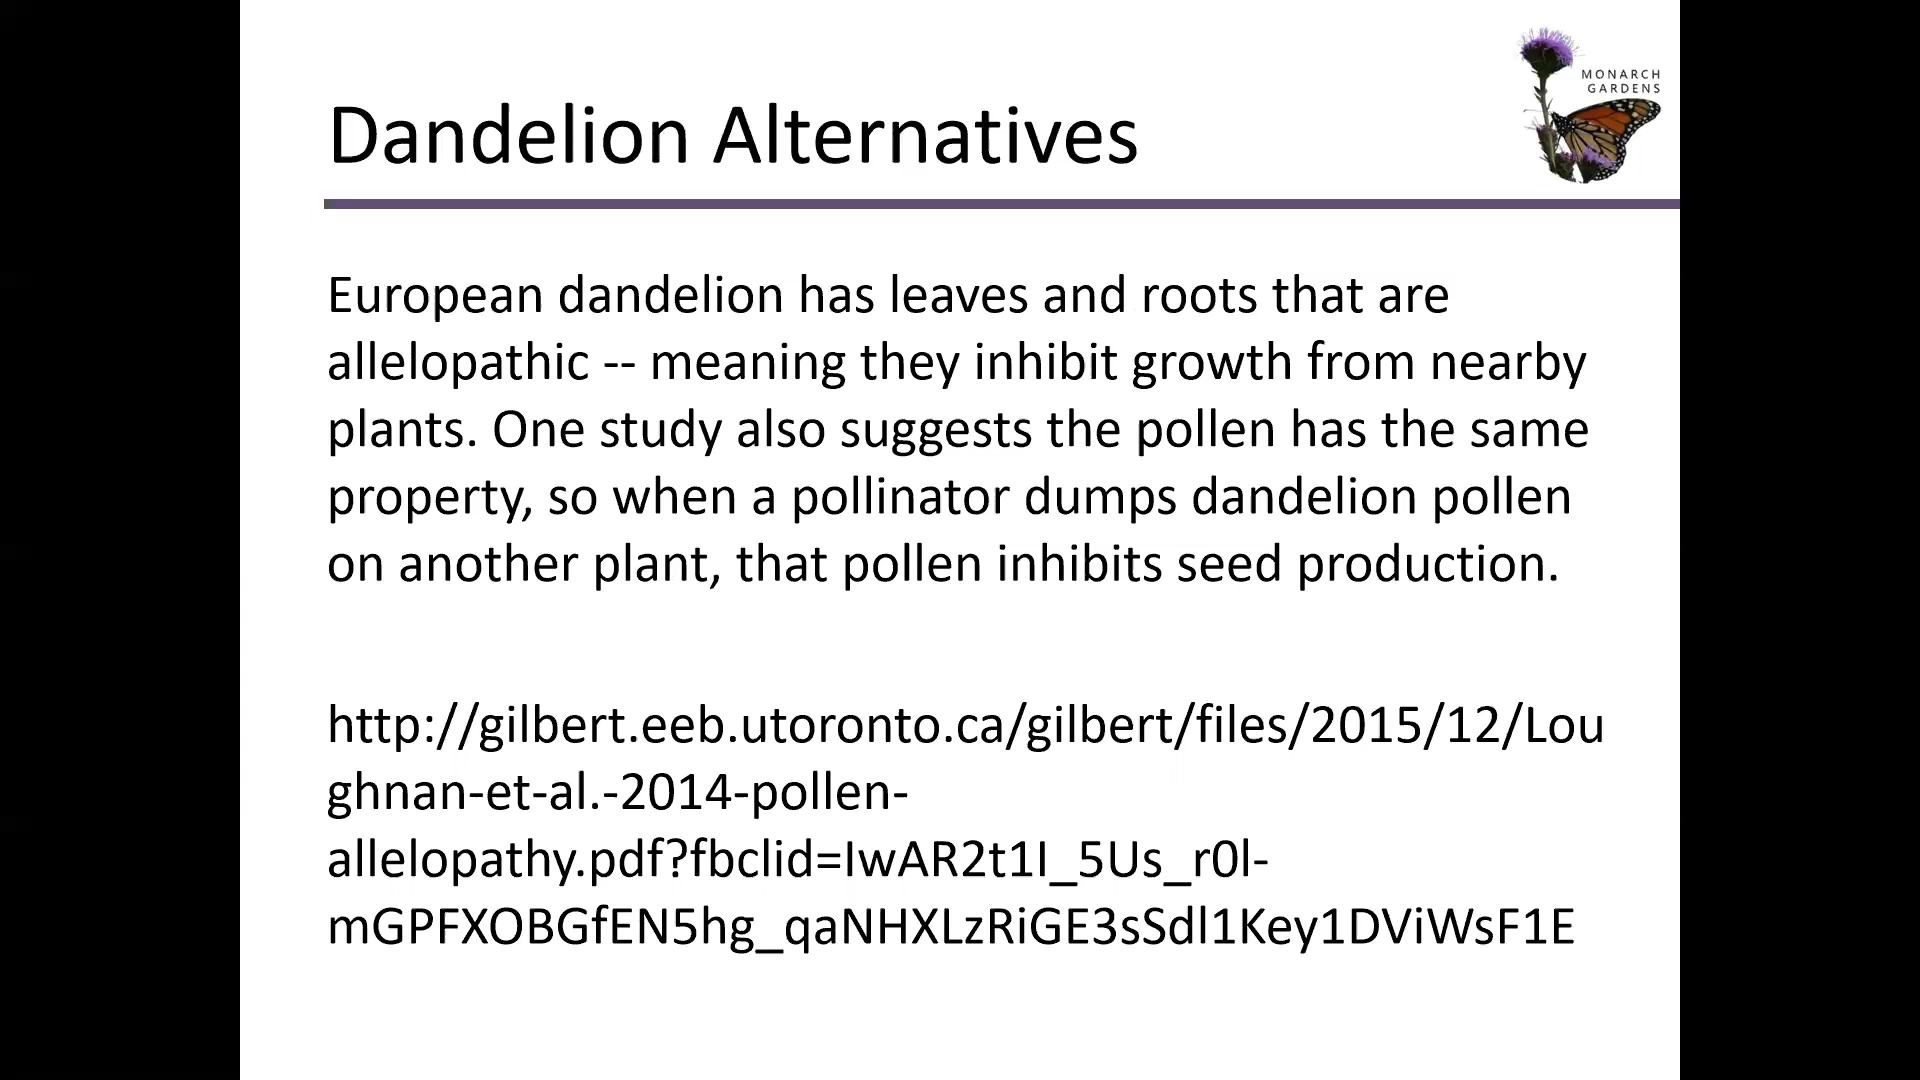 MONARCH
GARDENS
Dandelion Alternatives
European dandelion has leaves and roots that are
allelopathic -- meaning they inhibit growth from nearby
plants. One study also suggests the pollen has the same
property, so when a pollinator dumps dandelion pollen
on another plant, that pollen inhibits seed production.
http://gilbert.eeb.utoronto.ca/gilbert/files/2015/12/Lou
ghnan-et-al.-2014-pollen-
allelopathy.pdf?fbclid=IwAR2t1I_5Us_r0l-
mGPFXOBGfEN5hg_qaNHXLzRiGE3sSdl1Key1DViWsF1E